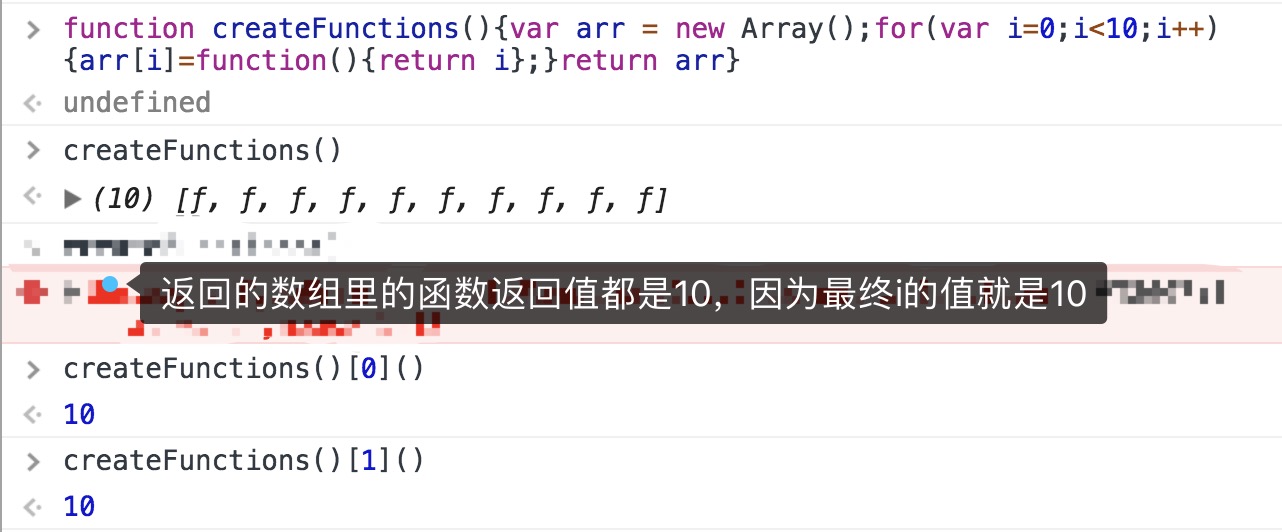 function createFunctions(){var arr = new Array();for(var i=0;i<10;i++)
{arr[i]=function(){return i};}return arr}
undefined
createFunctions()
(10) [f, f, f, f, f, f, f, f, f, f]
返回的数组里的函数返回值都是10，因为最终i的值就是10
createFunctions()[0]()
10
createFunctions()[1]()
10